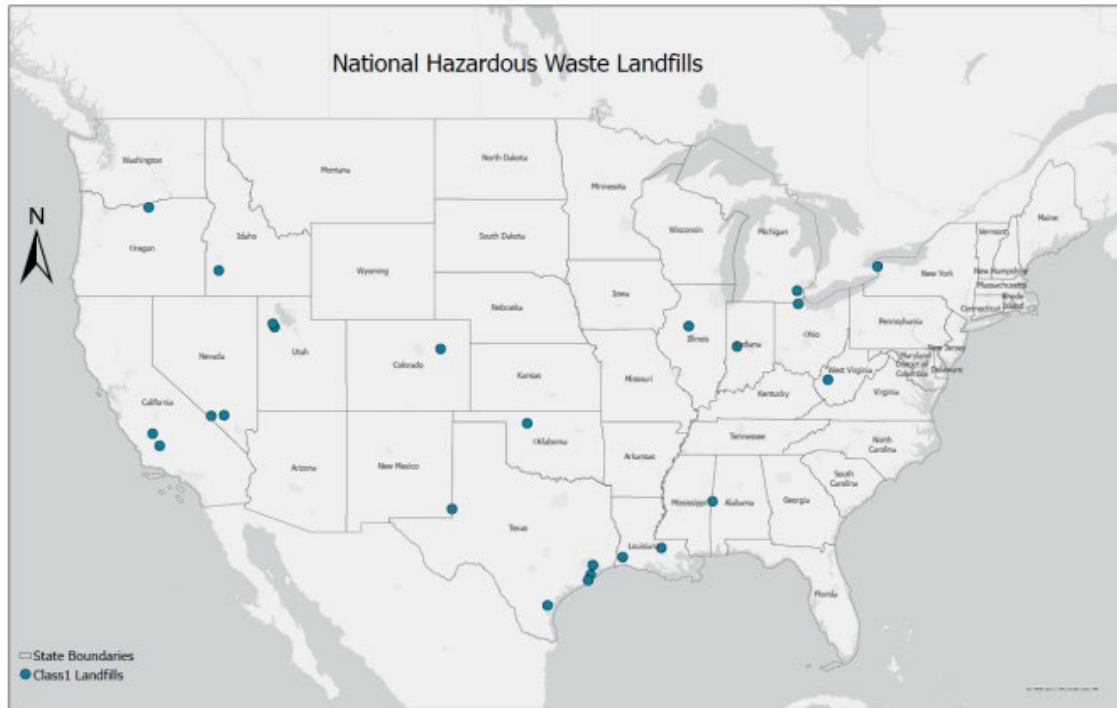 National Hazardous Waste Landfills
N
Washington
Montana
North Dakota
Minnesota
Maine
Oregon
Idaho
South Dakota
Wisconsin
Michigan
Vermont
New York
New Hampshire
Massachusetts
Rhode
Island
Connecticut
Wyoming
Iowa
Nebraska
Pennsylvania
Nevada
Utah
Illinois
Indiana
Ohio
New Jersey
Colorado
Maryland
District of
Columbia
Delaware
Kansas
Missouri
West Virginia
Virginia
California
Kentucky
Oklahoma
Tennessee
North
Carolina
Arizona
New Mexico
Arkansas
South
Carolina
Mississippi
Alabama
Georgia
Texas
Louisiana
Florida
State Boundaries
Class1 Landfills